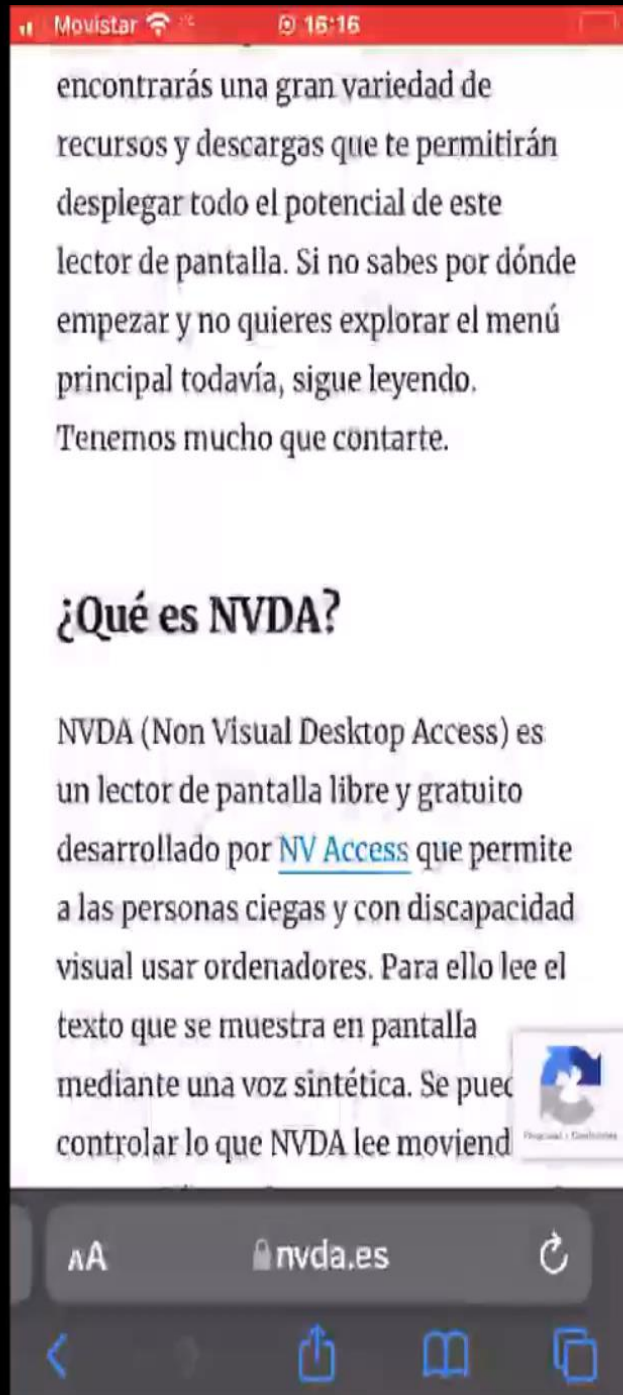 Movistar
16:16
encontrarás una gran variedad de
recursos y descargas que te permitirán
desplegar todo el potencial de este
lector de pantalla. Si no sabes por dónde
empezar y no quieres explorar el menú
principal todavía, sigue leyendo.
Tenemos mucho que contarte.
¿Qué es NVDA?
NVDA (Non Visual Desktop Access) es
un lector de pantalla libre y gratuito
desarrollado por NV Access que permite
a las personas ciegas y con discapacidad
visual usar ordenadores. Para ello lee el
texto que se muestra en pantalla
mediante una voz sintética. Se pued
controlar lo que NVDA lee moviend
AA
nvda.es